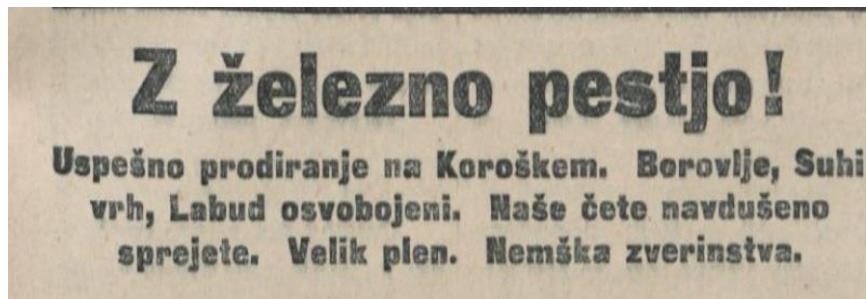 Z železno pestjo!
Uspešno prodiranje na Koroškem. Borovlje, Suhi
vrh, Labud osvobojeni. Naše čete navdušeno
sprejete. Velik plen. Nemška zverinstva.